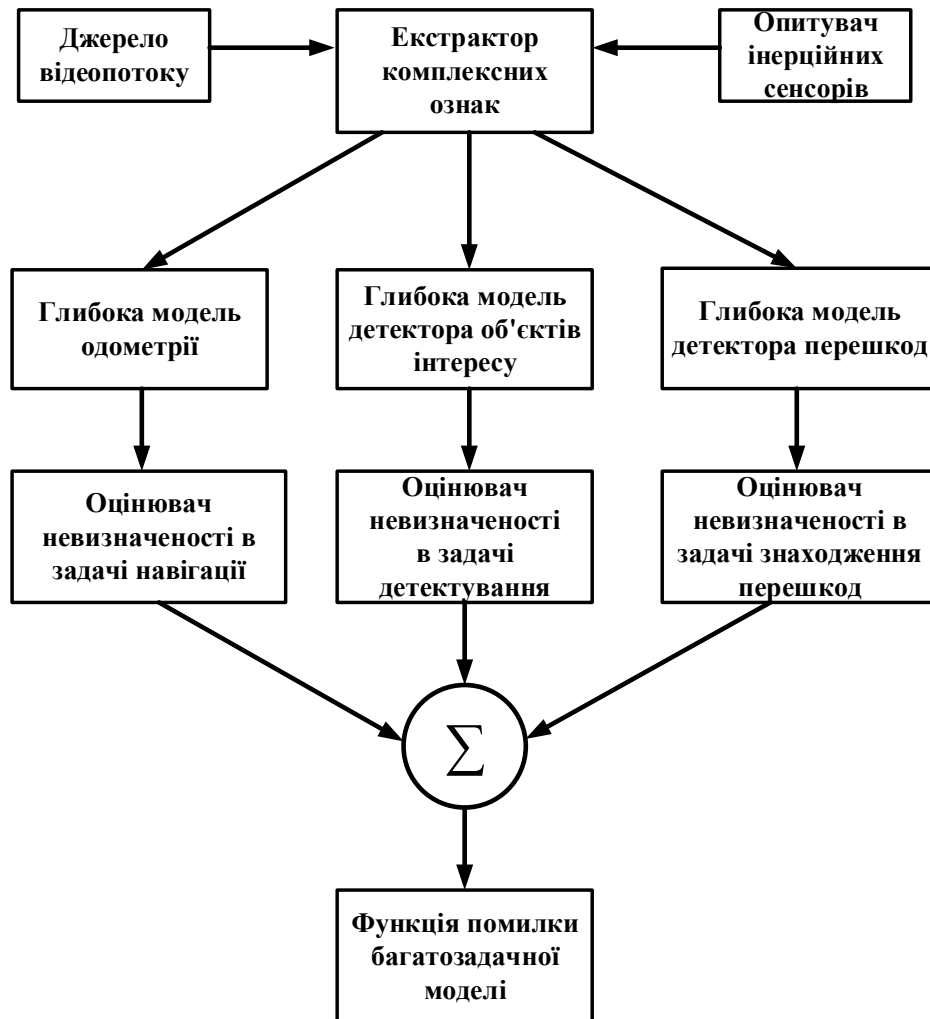 Джерело
відеопотоку
Екстрактор
комплексних
ознак
Опитувач
інерційних
сенсорів
Глибока модель
одометрії
Глибока модель
детектора об'єктів
інтересу
Глибока модель
детектора перешкод
Оцінювач
невизначеності в
задачі навігації
Оцінювач
невизначеності
в задачі
детектування
Оцінювач
невизначеності в
задачі знаходження
перешкод
∑
Функція помилки
багатозадачної
моделі